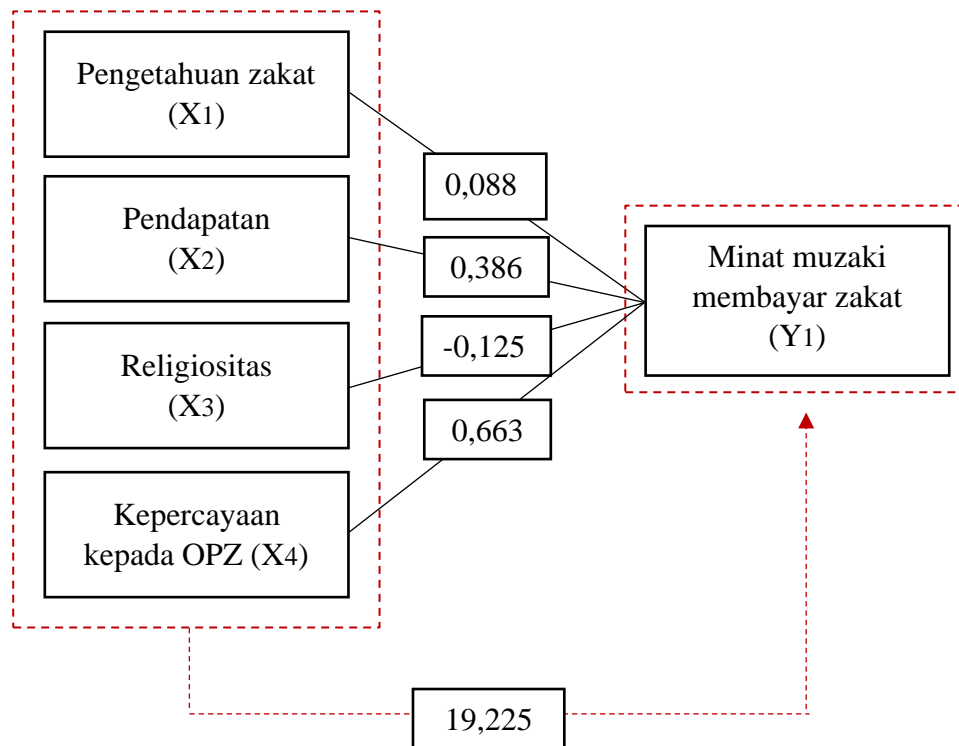 Pengetahuan zakat
(X1)
Pendapatan
(X2)
Religiositas
(X3)
Kepercayaan
kepada OPZ (X4)
0,088
0,386
-0,125
0,663
Minat muzaki
membayar zakat
(Y1)
19,225